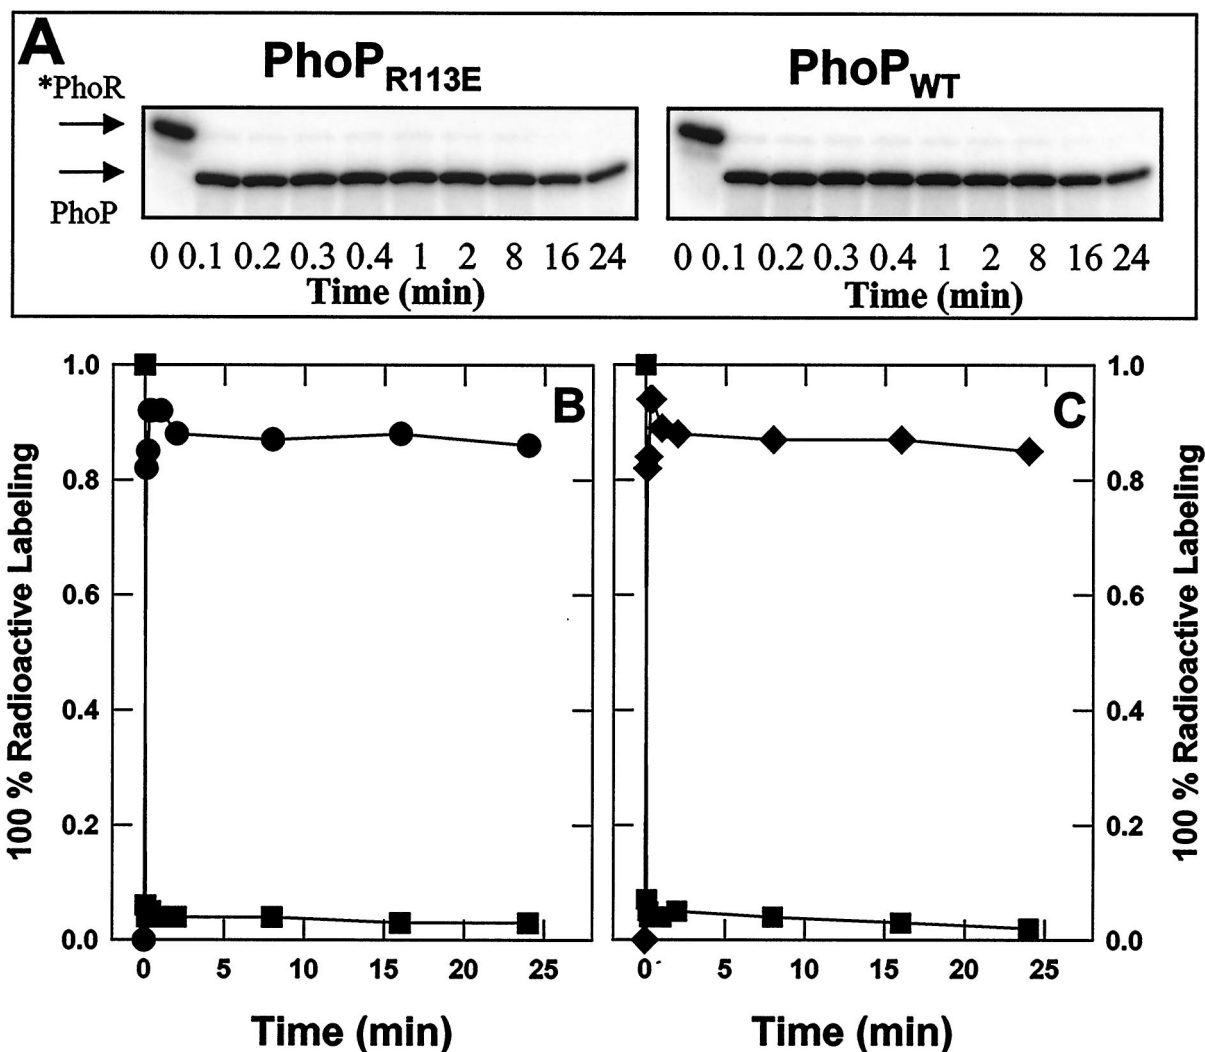 A
PhoPR113E
PhoPWT
*PhoR
PhoP
0 0.1 0.2 0.3 0.4 1 2 8 16 24
0 0.1 0.2 0.3 0.4 1 2 8 16 24
Time (min)
Time (min)
B
C
1.0
0.8
0.6
0.4
0.2
0.0
1.0
0.8
0.6
0.4
0.2
0.0
100 % Radioactive Labeling
100 % Radioactive Labeling
0 5 10 15 20 25
0 5 10 15 20 25
Time (min)
Time (min)